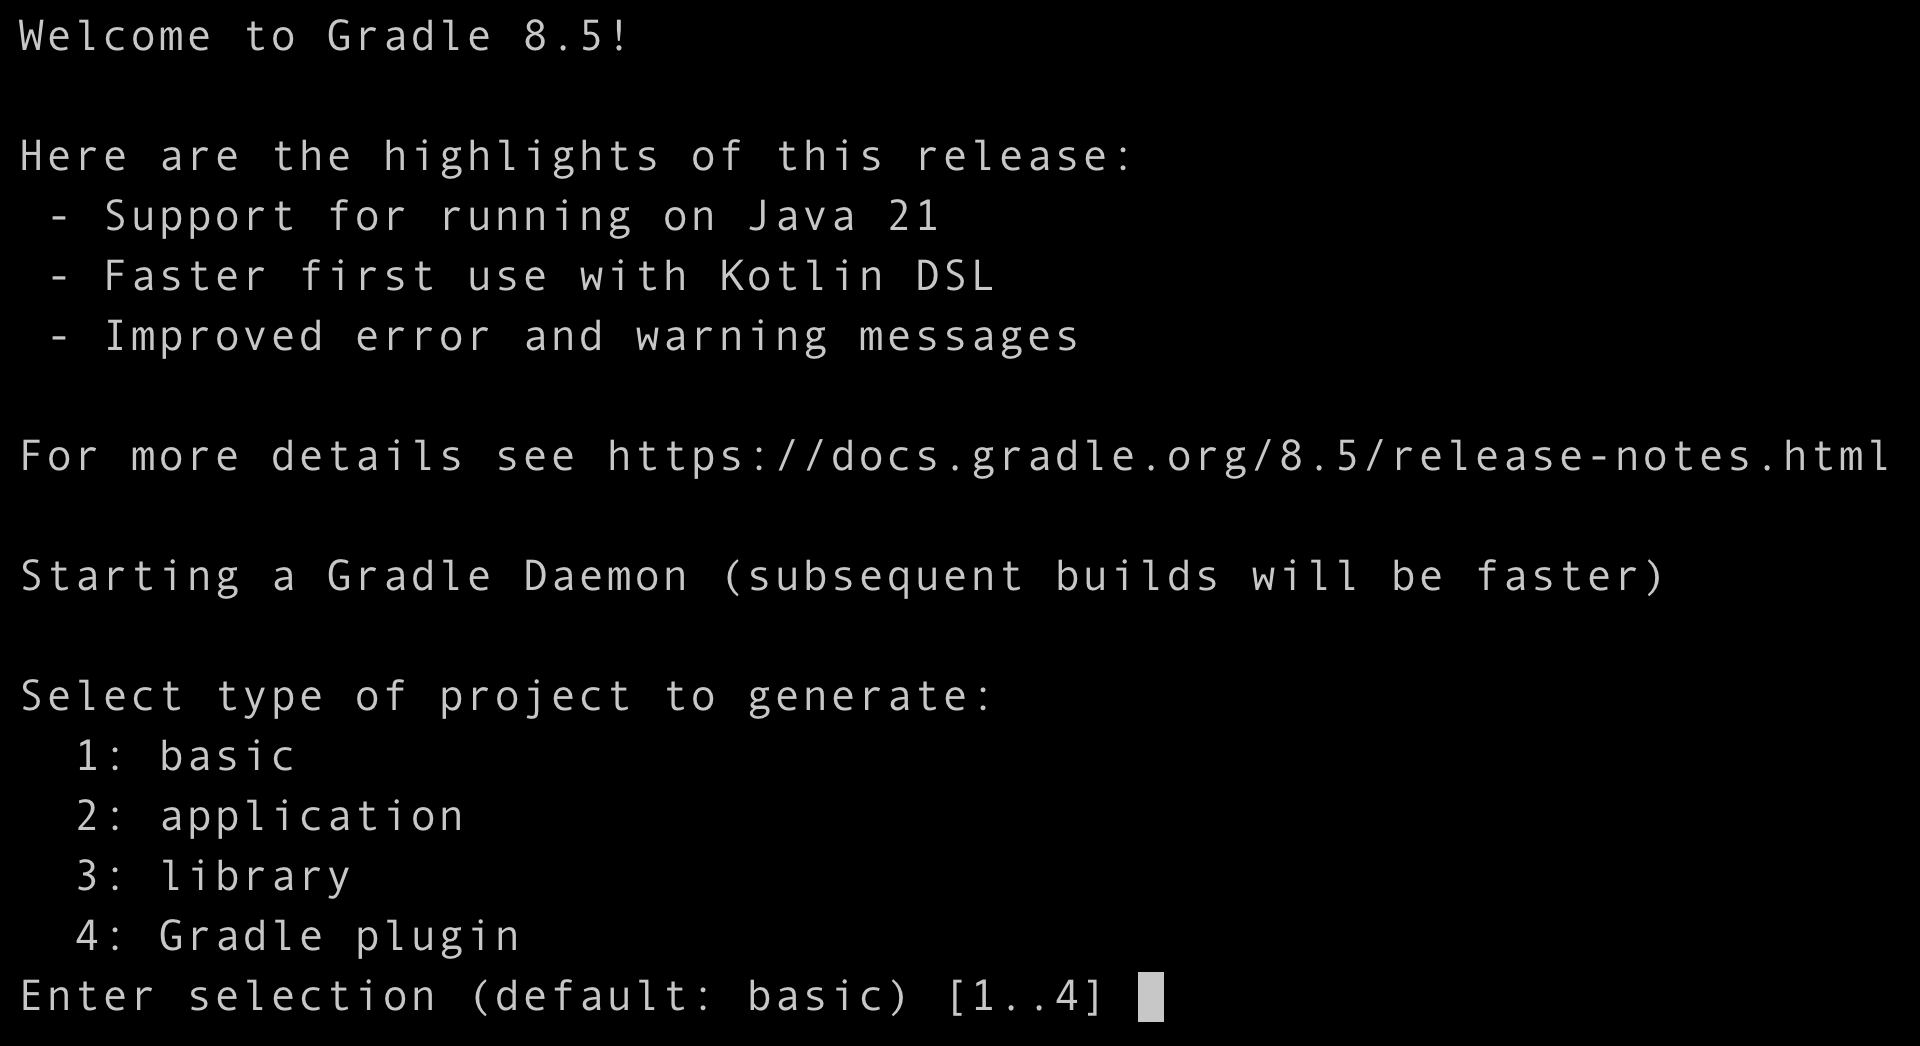 Welcome to Gradle 8.5!
Here are the highlights of this release:
 - Support for running on Java 21
 - Faster first use with Kotlin DSL
 - Improved error and warning messages
For more details see https://docs.gradle.org/8.5/release-notes.html
Starting a Gradle Daemon (subsequent builds will be faster)
Select type of project to generate:
  1: basic
  2: application
  3: library
  4: Gradle plugin
Enter selection (default: basic) [1..4]